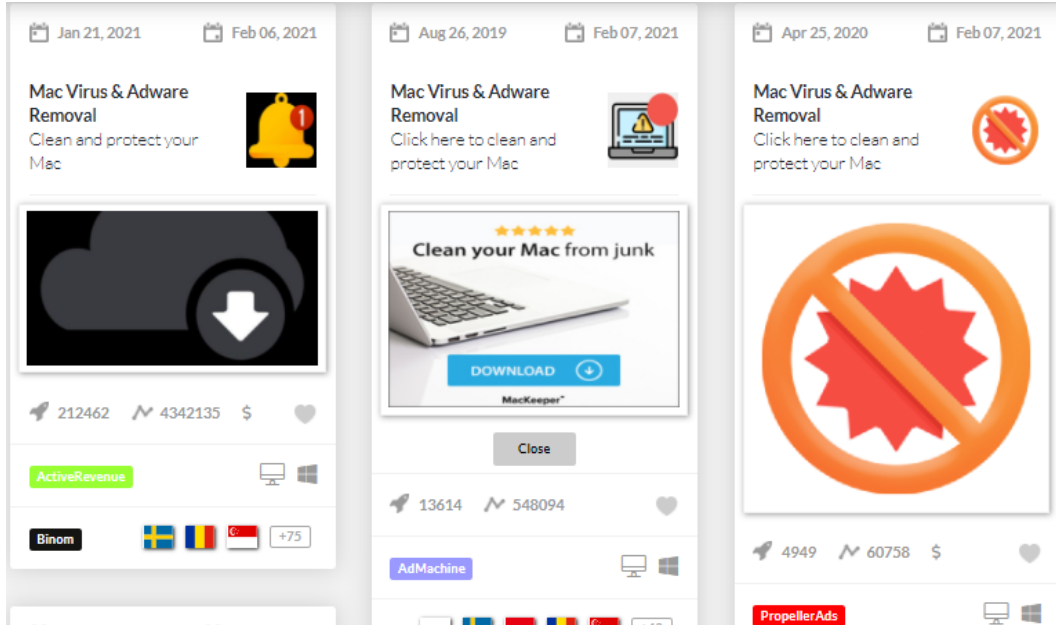 Jan 21, 2021 Feb 06, 2021
Mac Virus & Adware
Removal
Clean and protect your
Mac
1
212462 4342135 $
ActiveRevenue
Binom +75
Aug 26, 2019 Feb 07, 2021
Mac Virus & Adware
Removal
Click here to clean and
protect your Mac
Clean your Mac from junk
DOWNLOAD
MacKeeper™
Close
13614 548094
AdMachine
Apr 25, 2020 Feb 07, 2021
Mac Virus & Adware
Removal
Click here to clean and
protect your Mac
4949 60758 $
PropellerAds